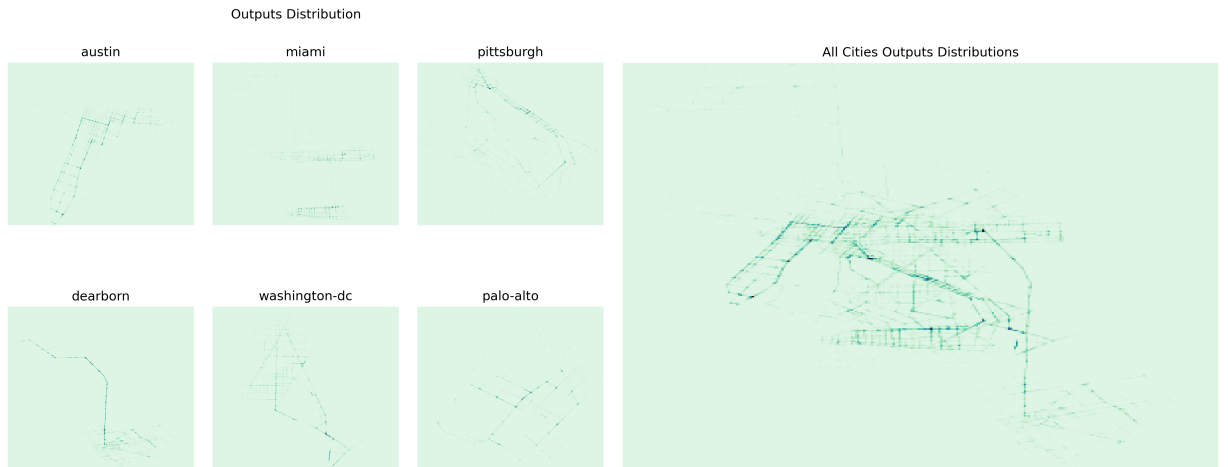 Outputs Distribution
austin
miami
pittsburgh
All Cities Outputs Distributions
dearborn
washington-dc
palo-alto